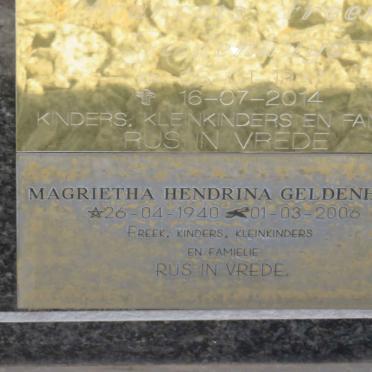 16-07-2014
KINDERS, KLEINKINDERS EN FA
RUS IN VREDE
MAGRIETHA HENDRINA GELDENH
26-04-1940 01-03-2006
FREEK, KINDERS, KLEINKINDERS
EN FAMIELIE
RUS IN VREDE.